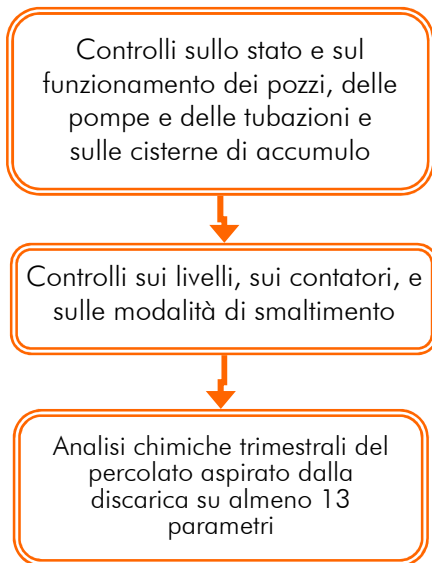 Controlli sullo stato e sul
funzionamento dei pozzi, delle
pompe e delle tubazioni e
sulle cisterne di accumulo
Controlli sui livelli, sui contatori, e
sulle modalità di smaltimento
Analisi chimiche trimestrali del
percolato aspirato dalla
discarica su almeno 13
parametri